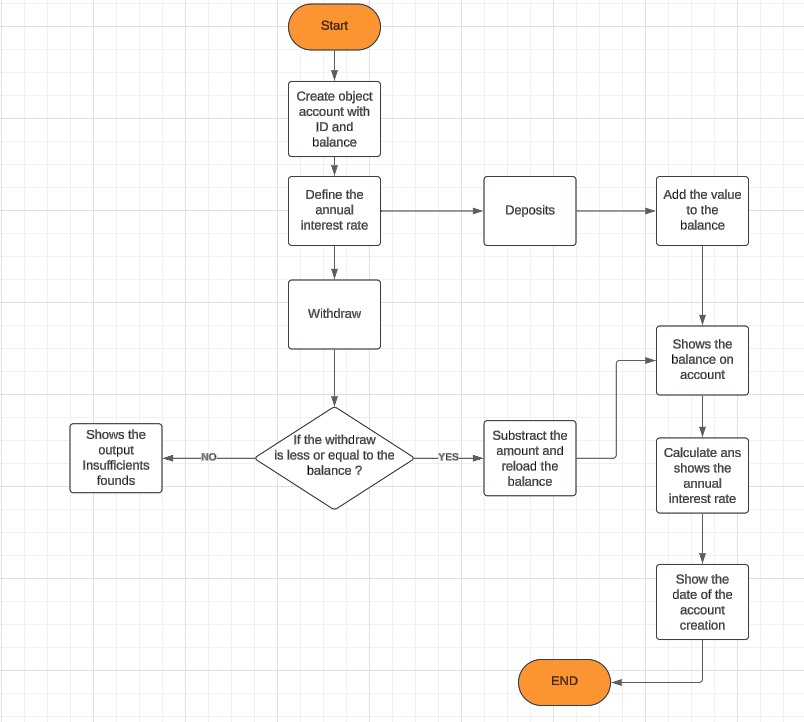 Start
Create object
account with
ID and
balance
Define the
annual
interest rate
Deposits
Add the value
to the
balance
Withdraw
Shows the
balance on
account
If the withdraw
is less or equal to the
balance ?
NO
YES
Shows the
output
Insufficients
founds
Substract the
amount and
reload the
balance
Calculate ans
shows the
annual
interest rate
Show the
date of the
account
creation
END